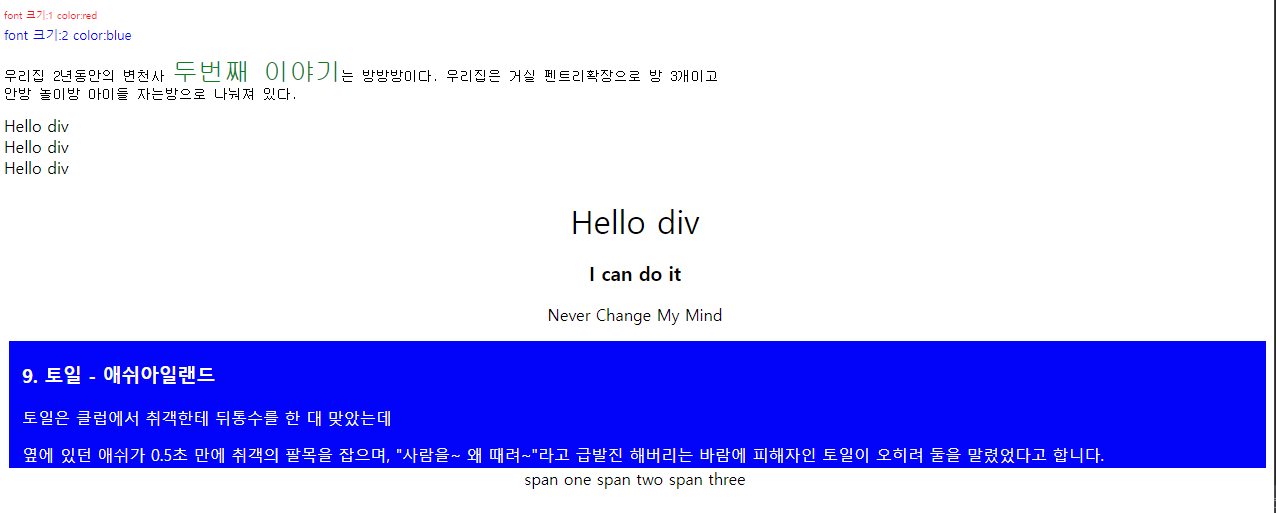 font 크기:1 color:red
font 크기:2 color:blue
우리집 2년동안의 변천사 두번째 이야기는 방방방이다. 우리집은 거실 펜트리확장으로 방 3개이고
안방 놀이방 아이들 자는방으로 나눠져 있다.
Hello div
Hello div
Hello div
Hello div
I can do it
Never Change My Mind
9. 토일 - 애쉬아일랜드
토일은 클럽에서 취객한테 뒤통수를 한 대 맞았는데
옆에 있던 애쉬가 0.5초 만에 취객의 팔목을 잡으며, "사람을~ 왜 때려~"라고 급발진 해버리는 바람에 피해자인 토일이 오히려 둘을 말렸었다고 합니다.
span one span two span three